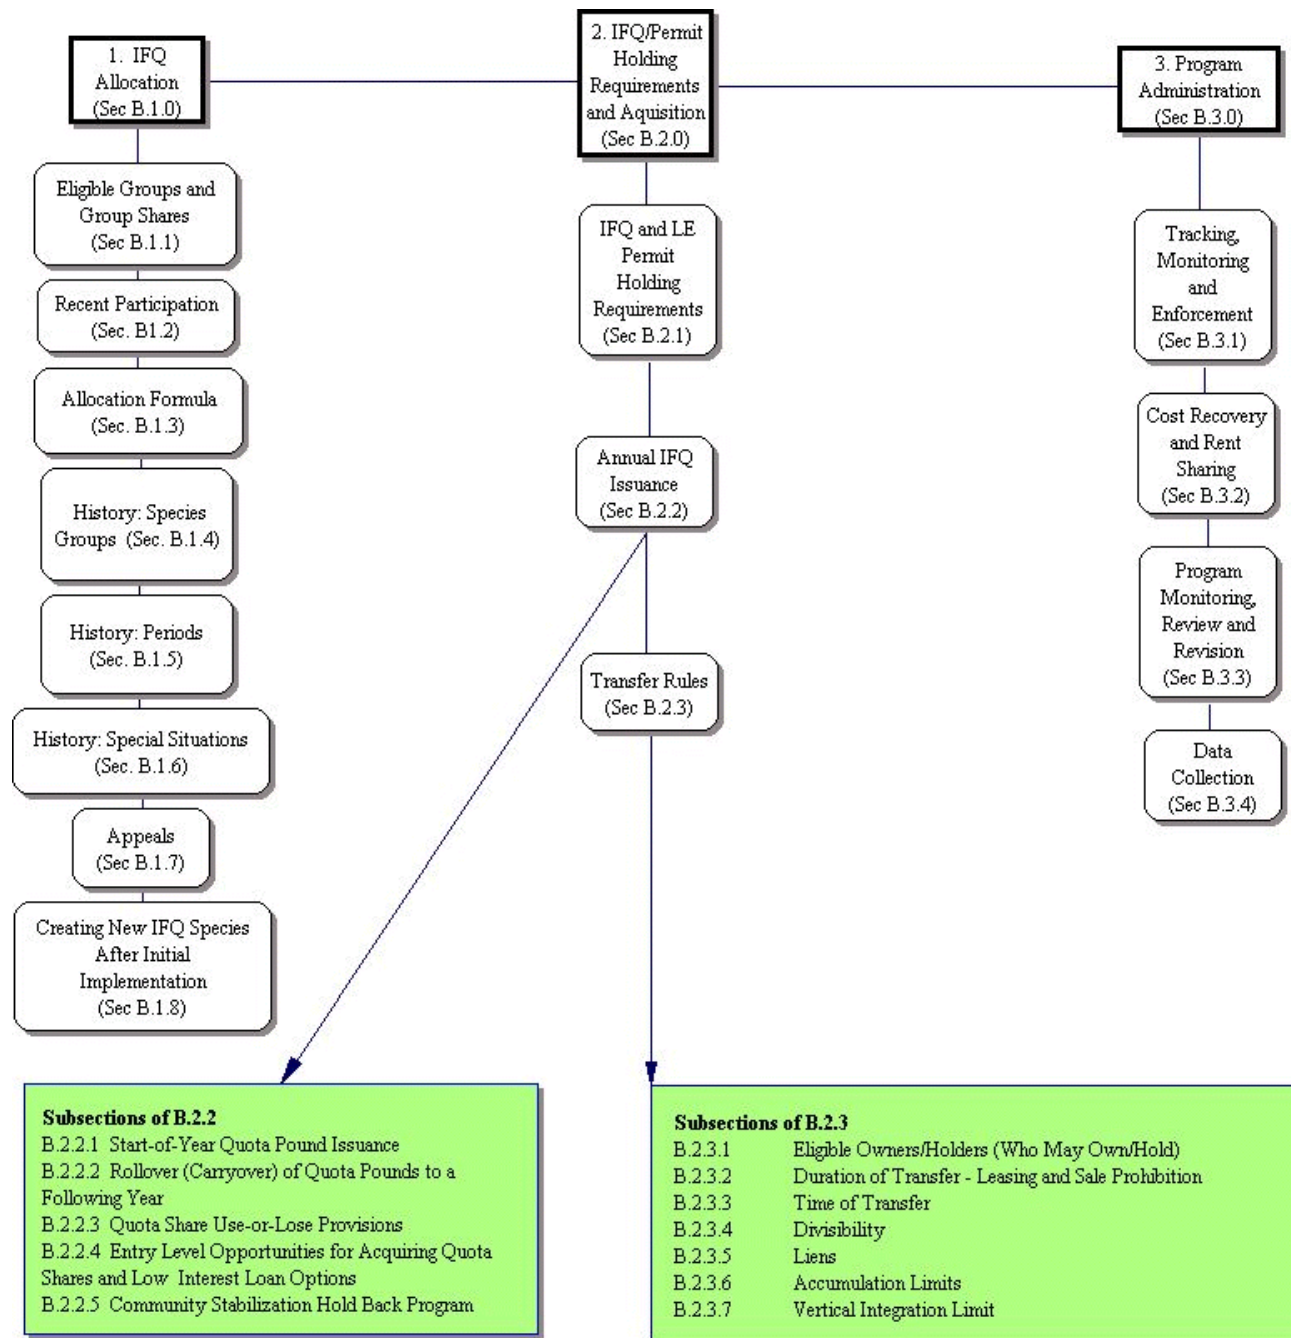 1. IFQ
Allocation
(Sec B.1.0)
2. IFQ/Permit
Holding
Requirements
and Aquisition
(Sec B.2.0)
3. Program
Administration
(Sec B.3.0)
Eligible Groups and
Group Shares
(Sec B.1.1)
Recent Participation
(Sec. B1.2)
Allocation Formula
(Sec. B.1.3)
History: Species
Groups (Sec. B.1.4)
History: Periods
(Sec. B.1.5)
History: Special Situations
(Sec. B.1.6)
Appeals
(Sec B.1.7)
Creating New IFQ Species
After Initial
Implementation
(Sec B.1.8)
IFQ and LE
Permit
Holding
Requirements
(Sec B.2.1)
Annual IFQ
Issuance
(Sec B.2.2)
Transfer Rules
(Sec B.2.3)
Tracking,
Monitoring
and
Enforcement
(Sec B.3.1)
Cost Recovery
and Rent
Sharing
(Sec B.3.2)
Program
Monitoring,
Review and
Revision
(Sec B.3.3)
Data
Collection
(Sec B.3.4)
Subsections of B.2.2
B.2.2.1 Start-of-Year Quota Pound Issuance
B.2.2.2 Rollover (Carryover) of Quota Pounds to a
Following Year
B.2.2.3 Quota Share Use-or-Lose Provisions
B.2.2.4 Entry Level Opportunities for Acquiring Quota
Shares and Low Interest Loan Options
B.2.2.5 Community Stabilization Hold Back Program
Subsections of B.2.3
B.2.3.1 Eligible Owners/Holders (Who May Own/Hold)
B.2.3.2 Duration of Transfer - Leasing and Sale Prohibition
B.2.3.3 Time of Transfer
B.2.3.4 Divisibility
B.2.3.5 Liens
B.2.3.6 Accumulation Limits
B.2.3.7 Vertical Integration Limit